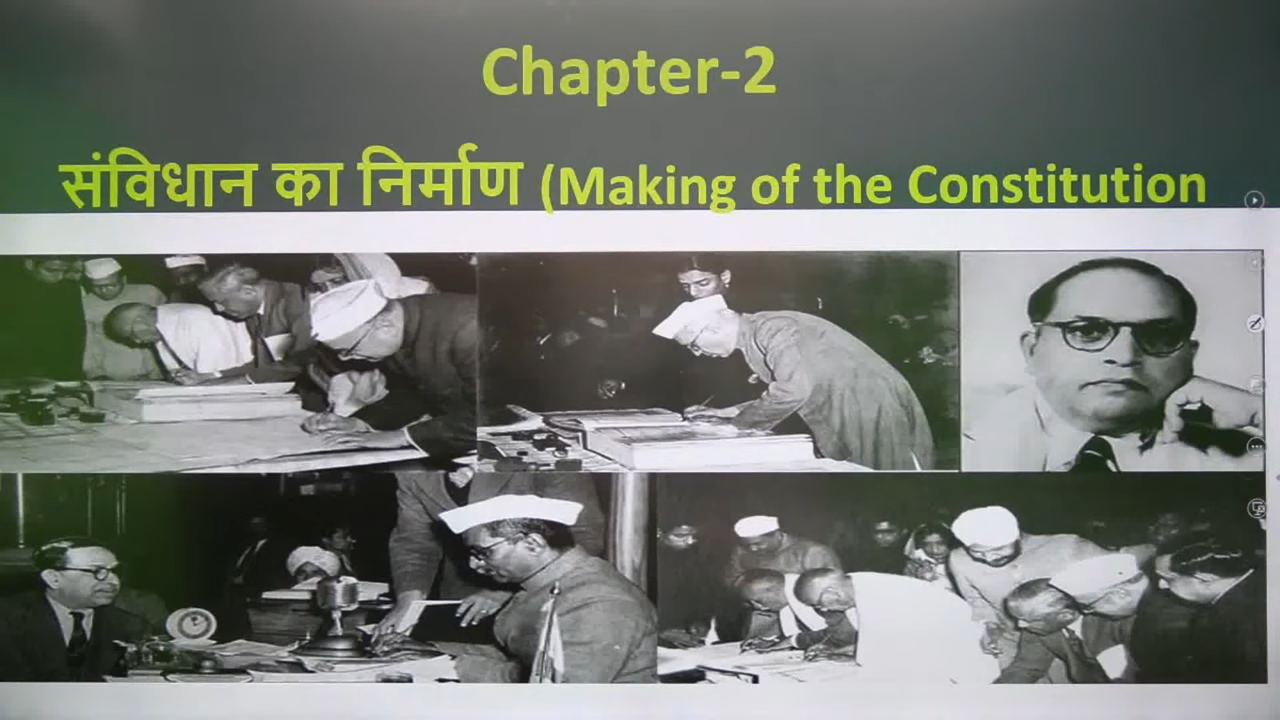 Chapter-2
संविधान का निर्माण (Making of the Constitution